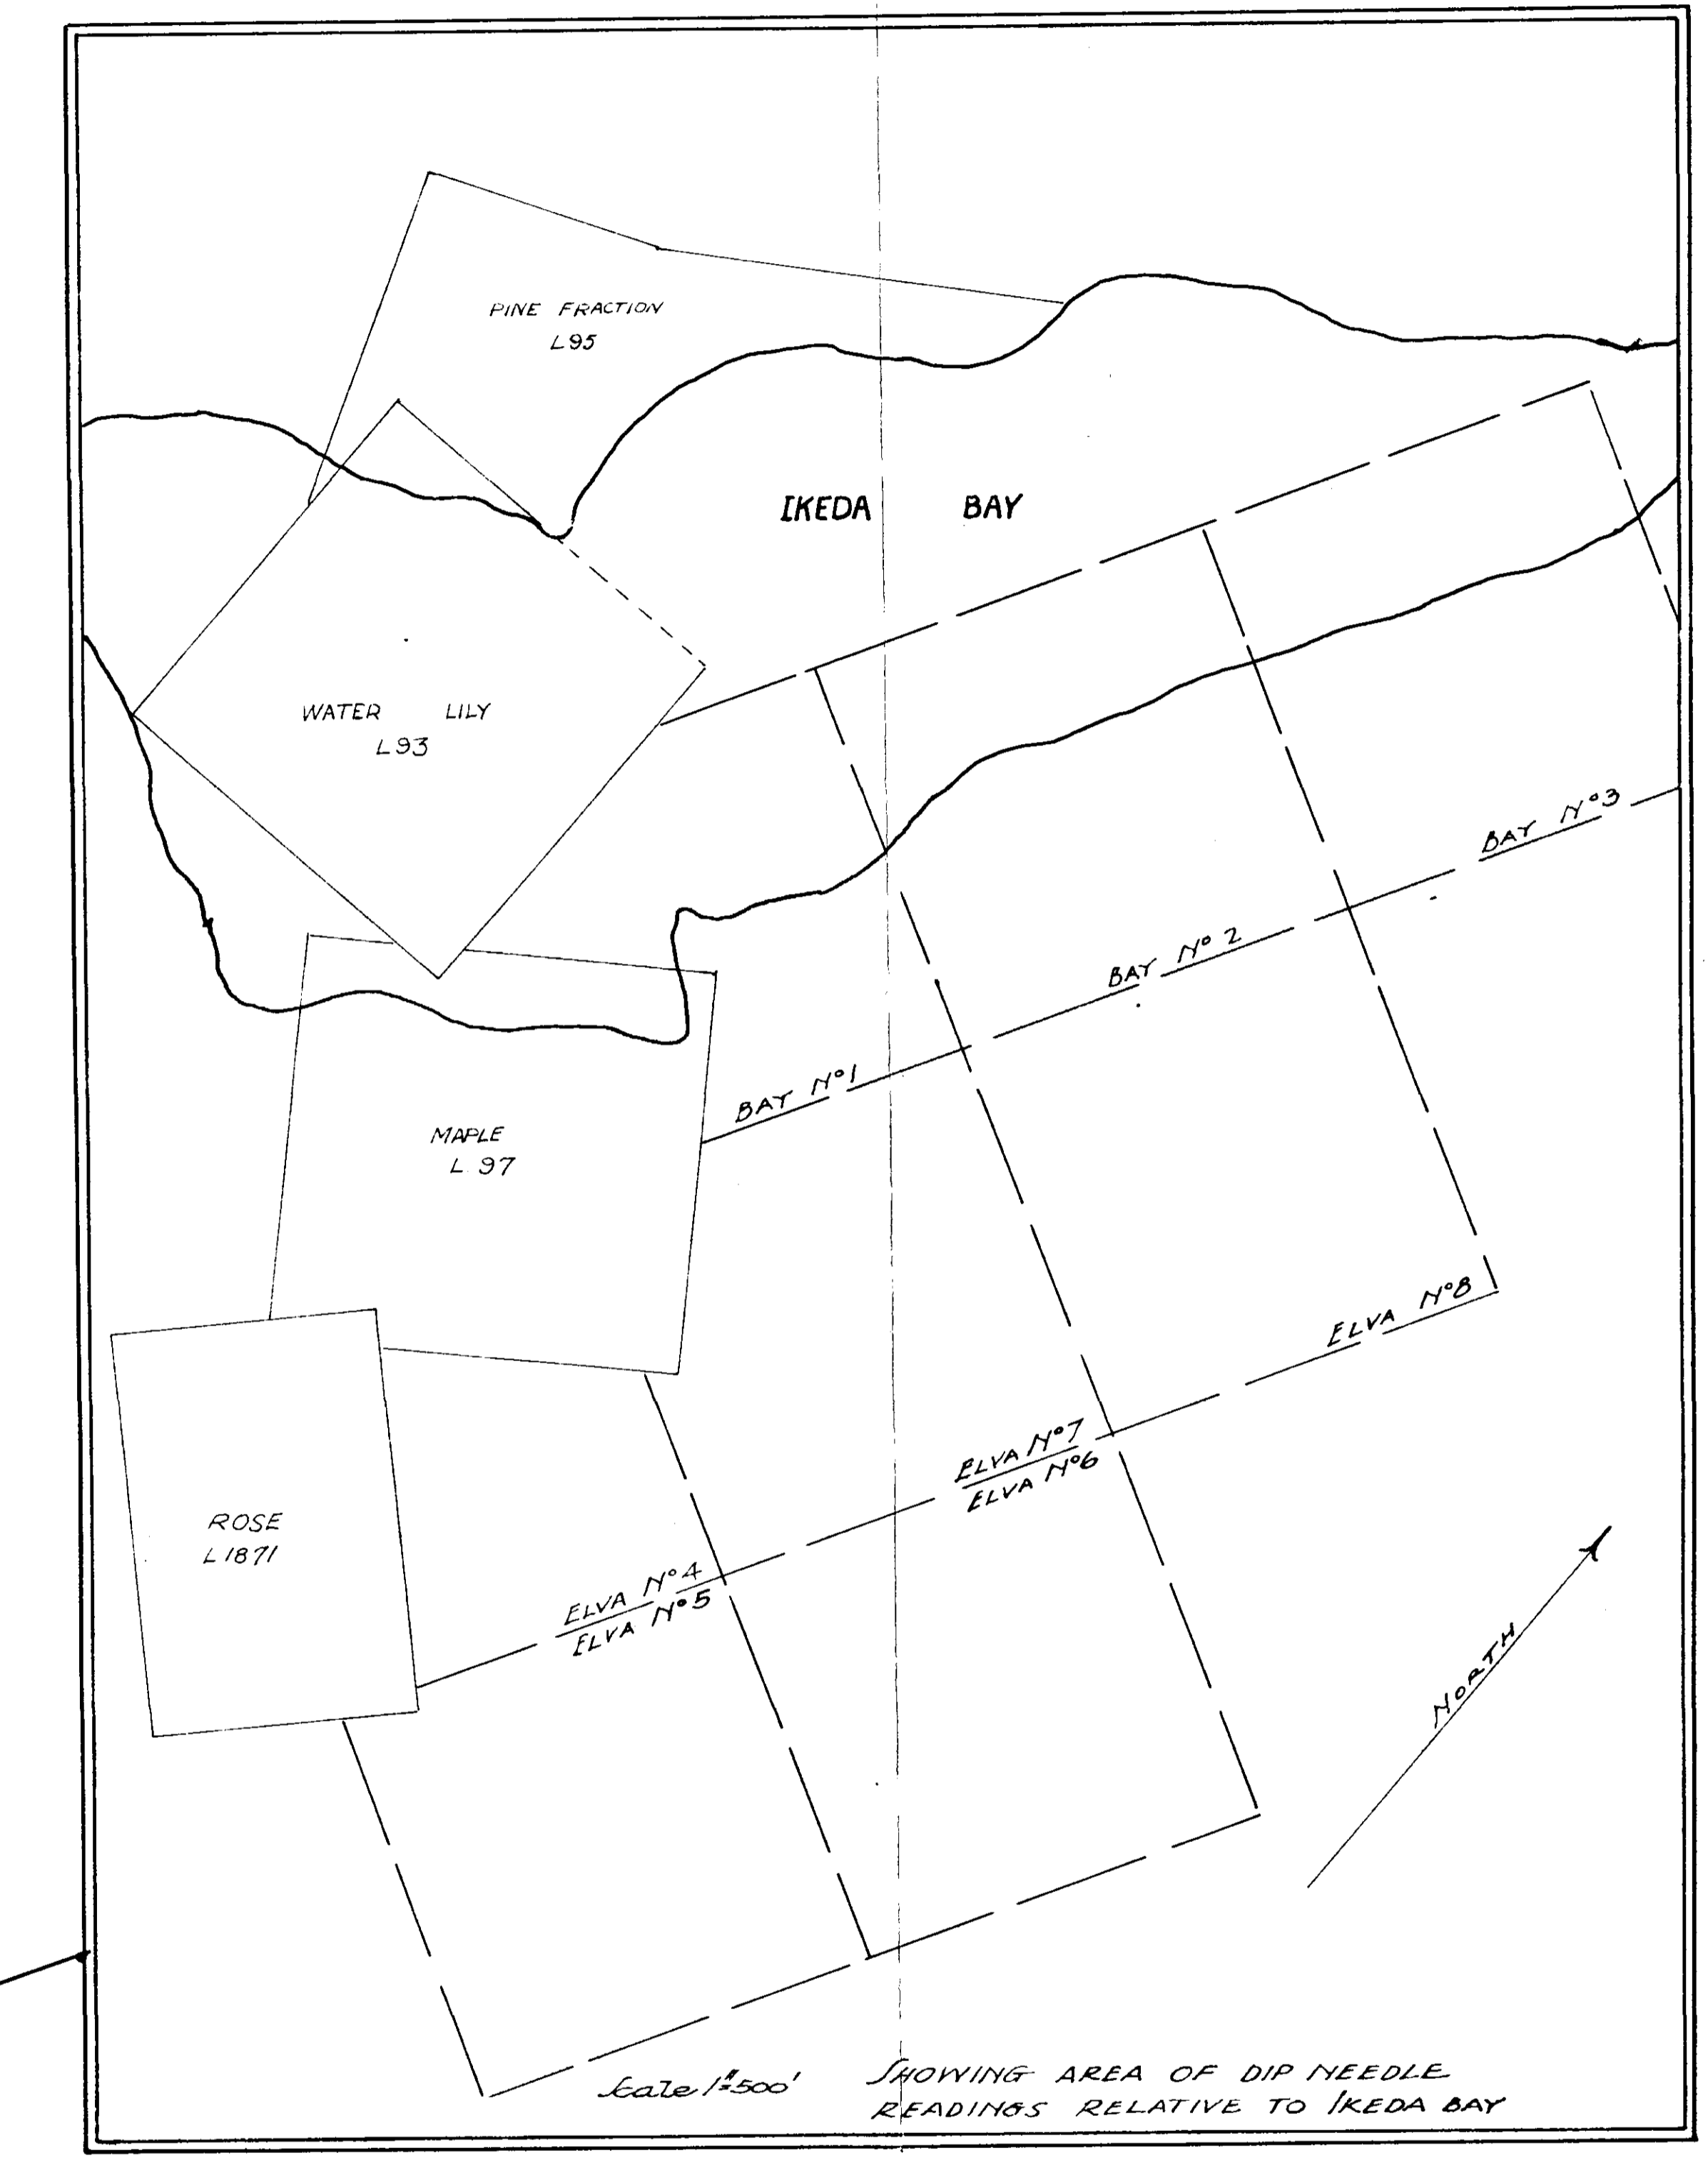 PINE FRACTION
L95
IKEDA BAY
WATER LILY
L93
BAY Nº3
BAY Nº 2
BAY Nº1
MAPLE
L 97
ELVA Nº8
ELVA Nº7
ELVA Nº6
ROSE
L1871
ELVA Nº4
ELVA Nº5
NORTH
Scale 1"=500'
SHOWING AREA OF DIP NEEDLE
READINGS RELATIVE TO IKEDA BAY